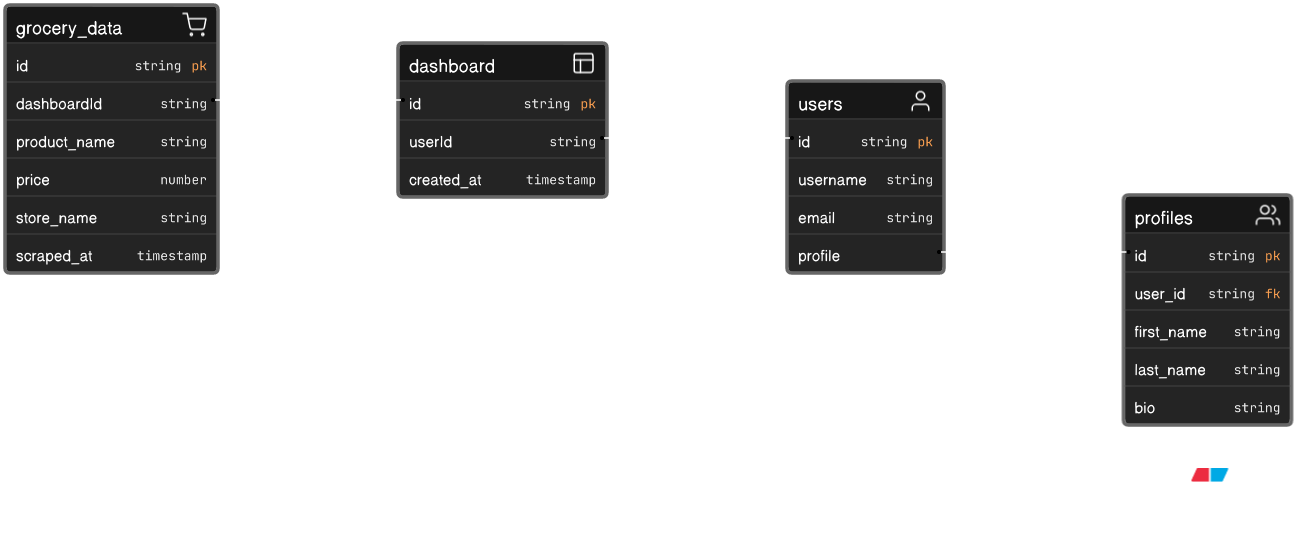 grocery_data
id string pk
dashboardId string
product_name string
price number
store_name string
scraped_at timestamp
dashboard
id string pk
userId string
created_at timestamp
users
id string pk
username string
email string
profile
profiles
id string pk
user_id string fk
first_name string
last_name string
bio string